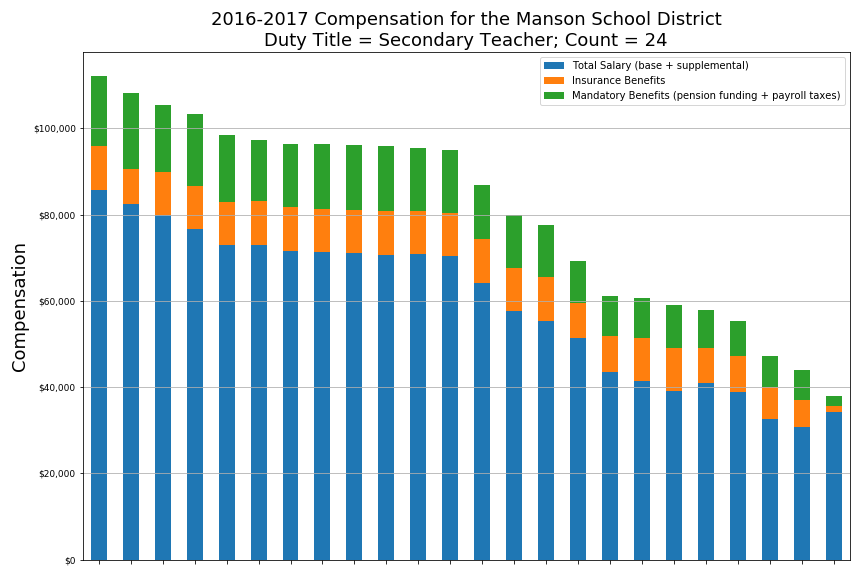 2016-2017 Compensation for the Manson School District
Duty Title = Secondary Teacher; Count = 24
Total Salary (base + supplemental)
Insurance Benefits
Mandatory Benefits (pension funding + payroll taxes)
Compensation
$100,000
$80,000
$60,000
$40,000
$20,000
$0